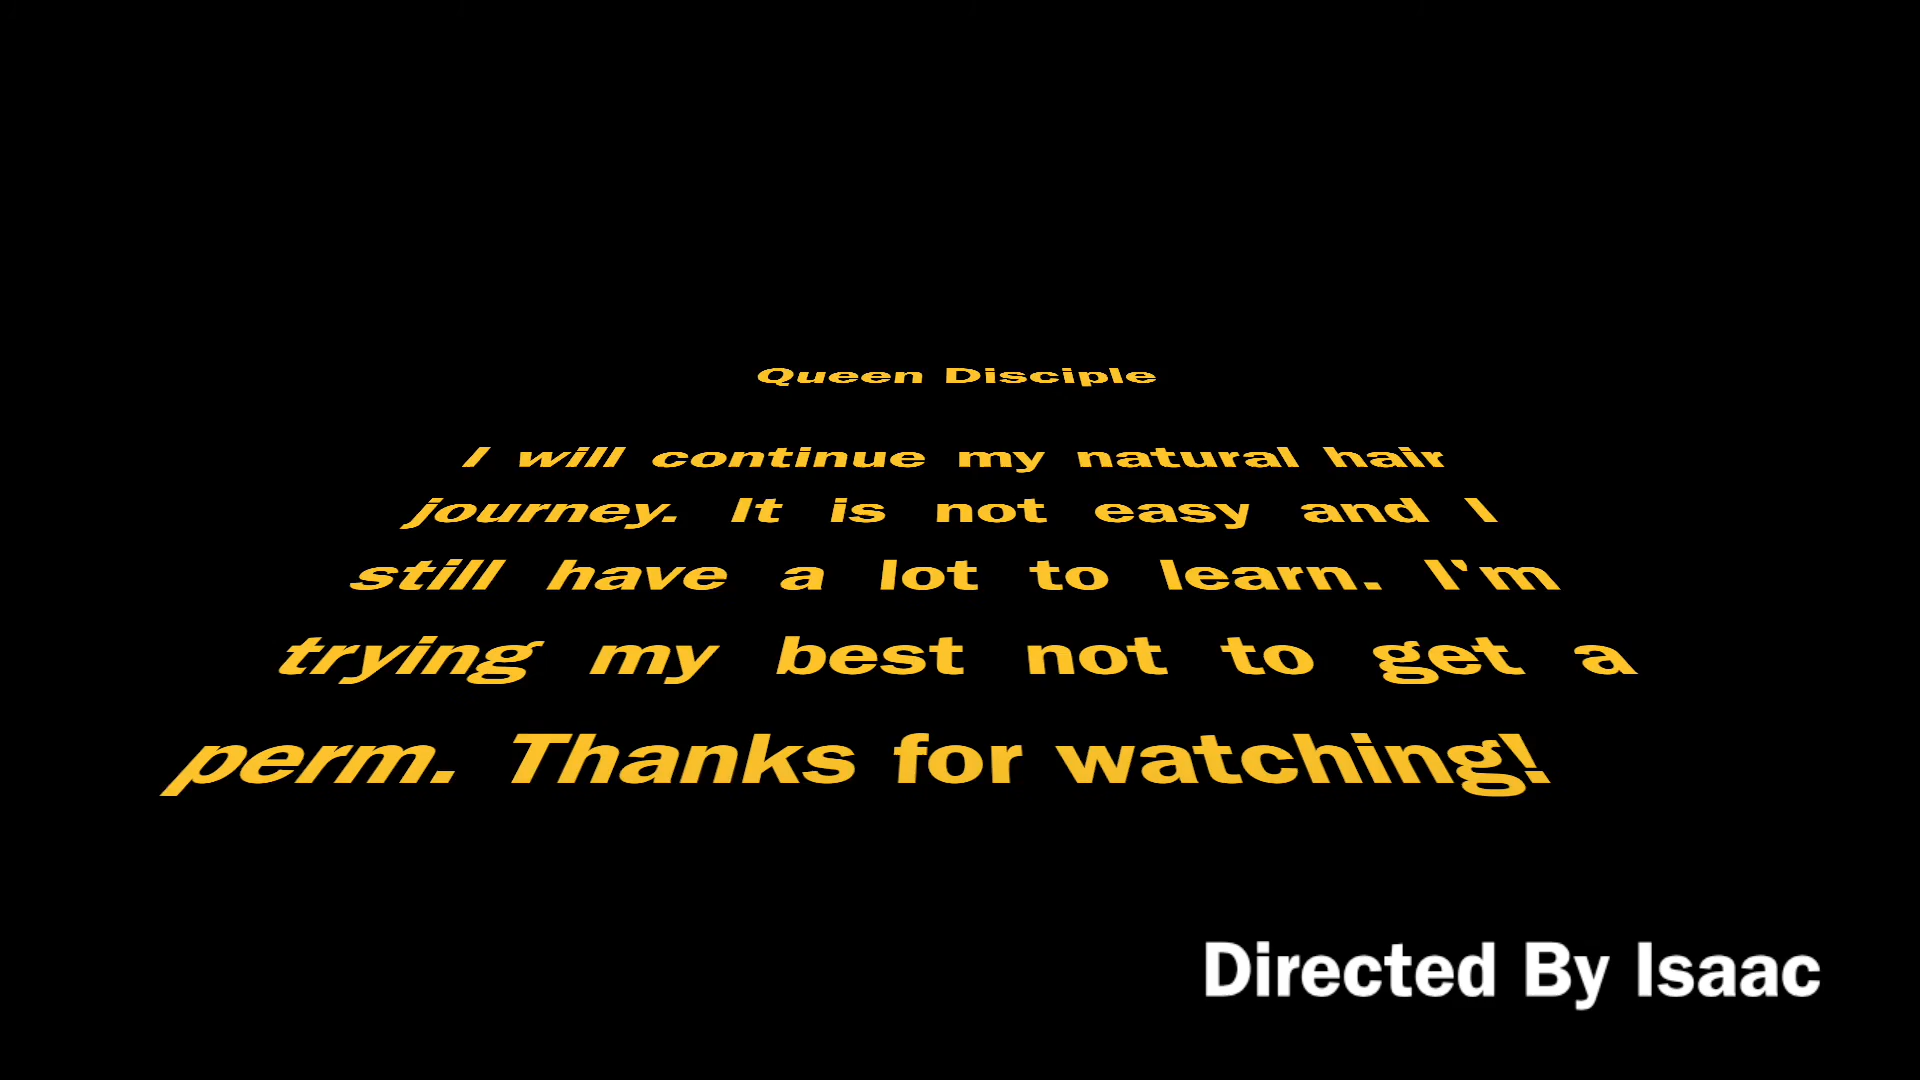 Queen Disciple
I will continue my natural hair
journey. It is not easy and I
still have a lot to learn. I'm
trying my best not to get a
perm. Thanks for watching!
Directed By Isaac